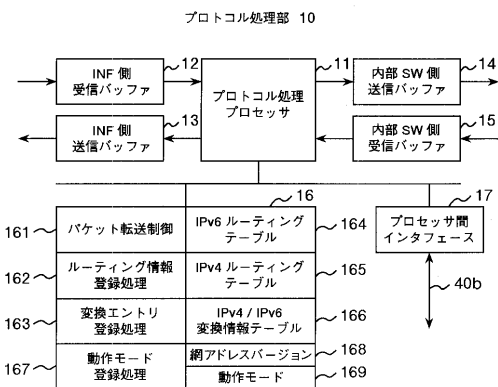 プロトコル処理部 10
12
11
14
INF 側
受信バッファ
プロトコル処理
プロセッサ
内部 SW 側
送信バッファ
13
15
INF 側
送信バッファ
内部 SW 側
受信バッファ
16
17
161
パケット転送制御
IPv6 ルーティング
テーブル
164
プロセッサ間
インタフェース
162
ルーティング情報
登録処理
IPv4 ルーティング
テーブル
165
40b
163
変換エントリ
登録処理
IPv4 / IPv6
変換情報テーブル
166
167
動作モード
登録処理
網アドレスバージョン
168
動作モード
169